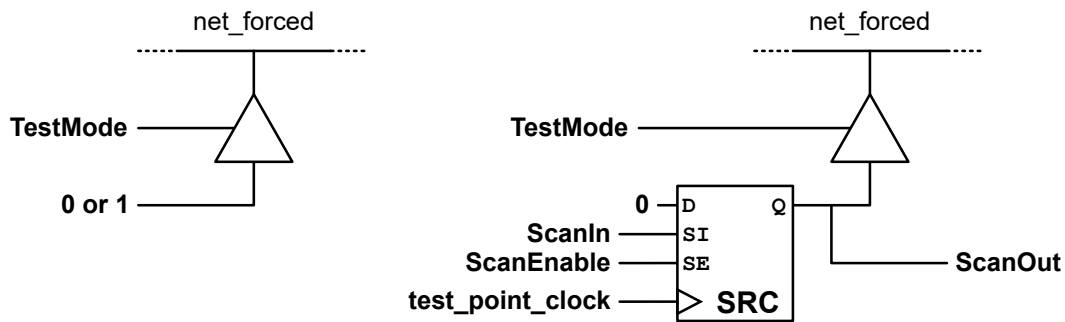 net_forced
TestMode
0 or 1
net_forced
TestMode
0
D Q
ScanIn
SI
ScanEnable
SE
ScanOut
test_point_clock
SRC